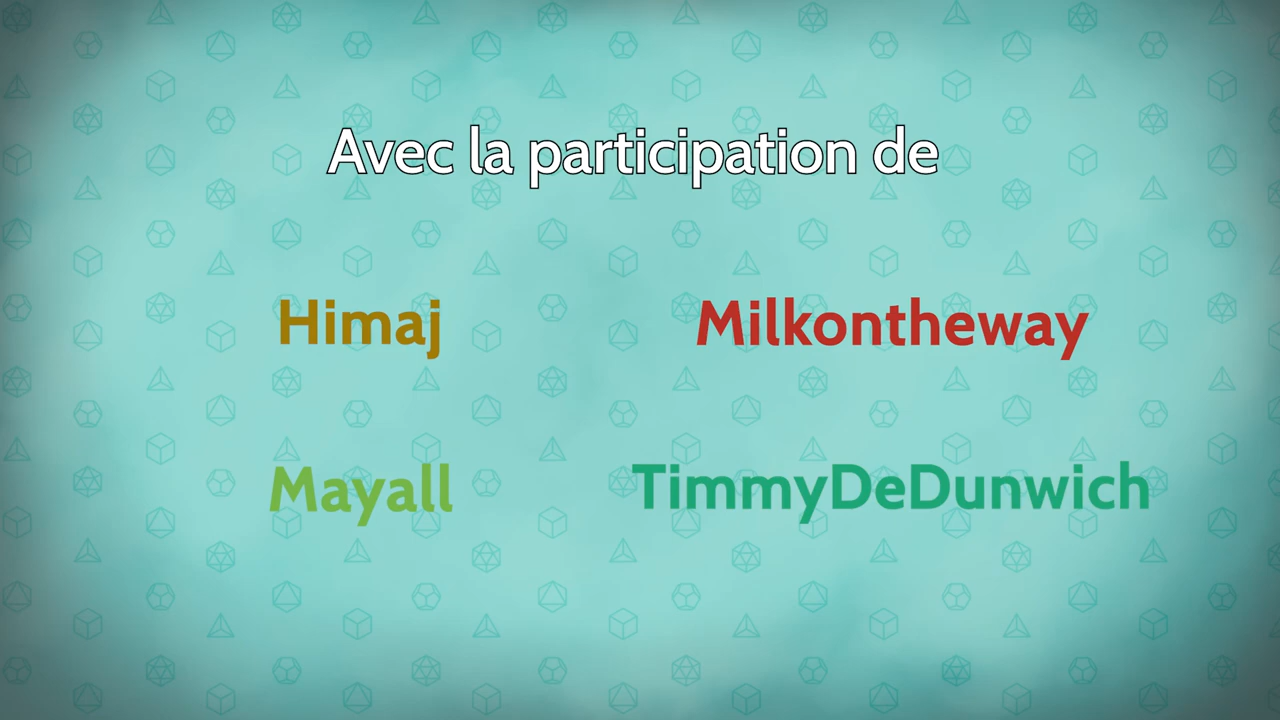 Avec la participation de
Himaj
Milkontheway
Mayall
TimmyDeDunwich